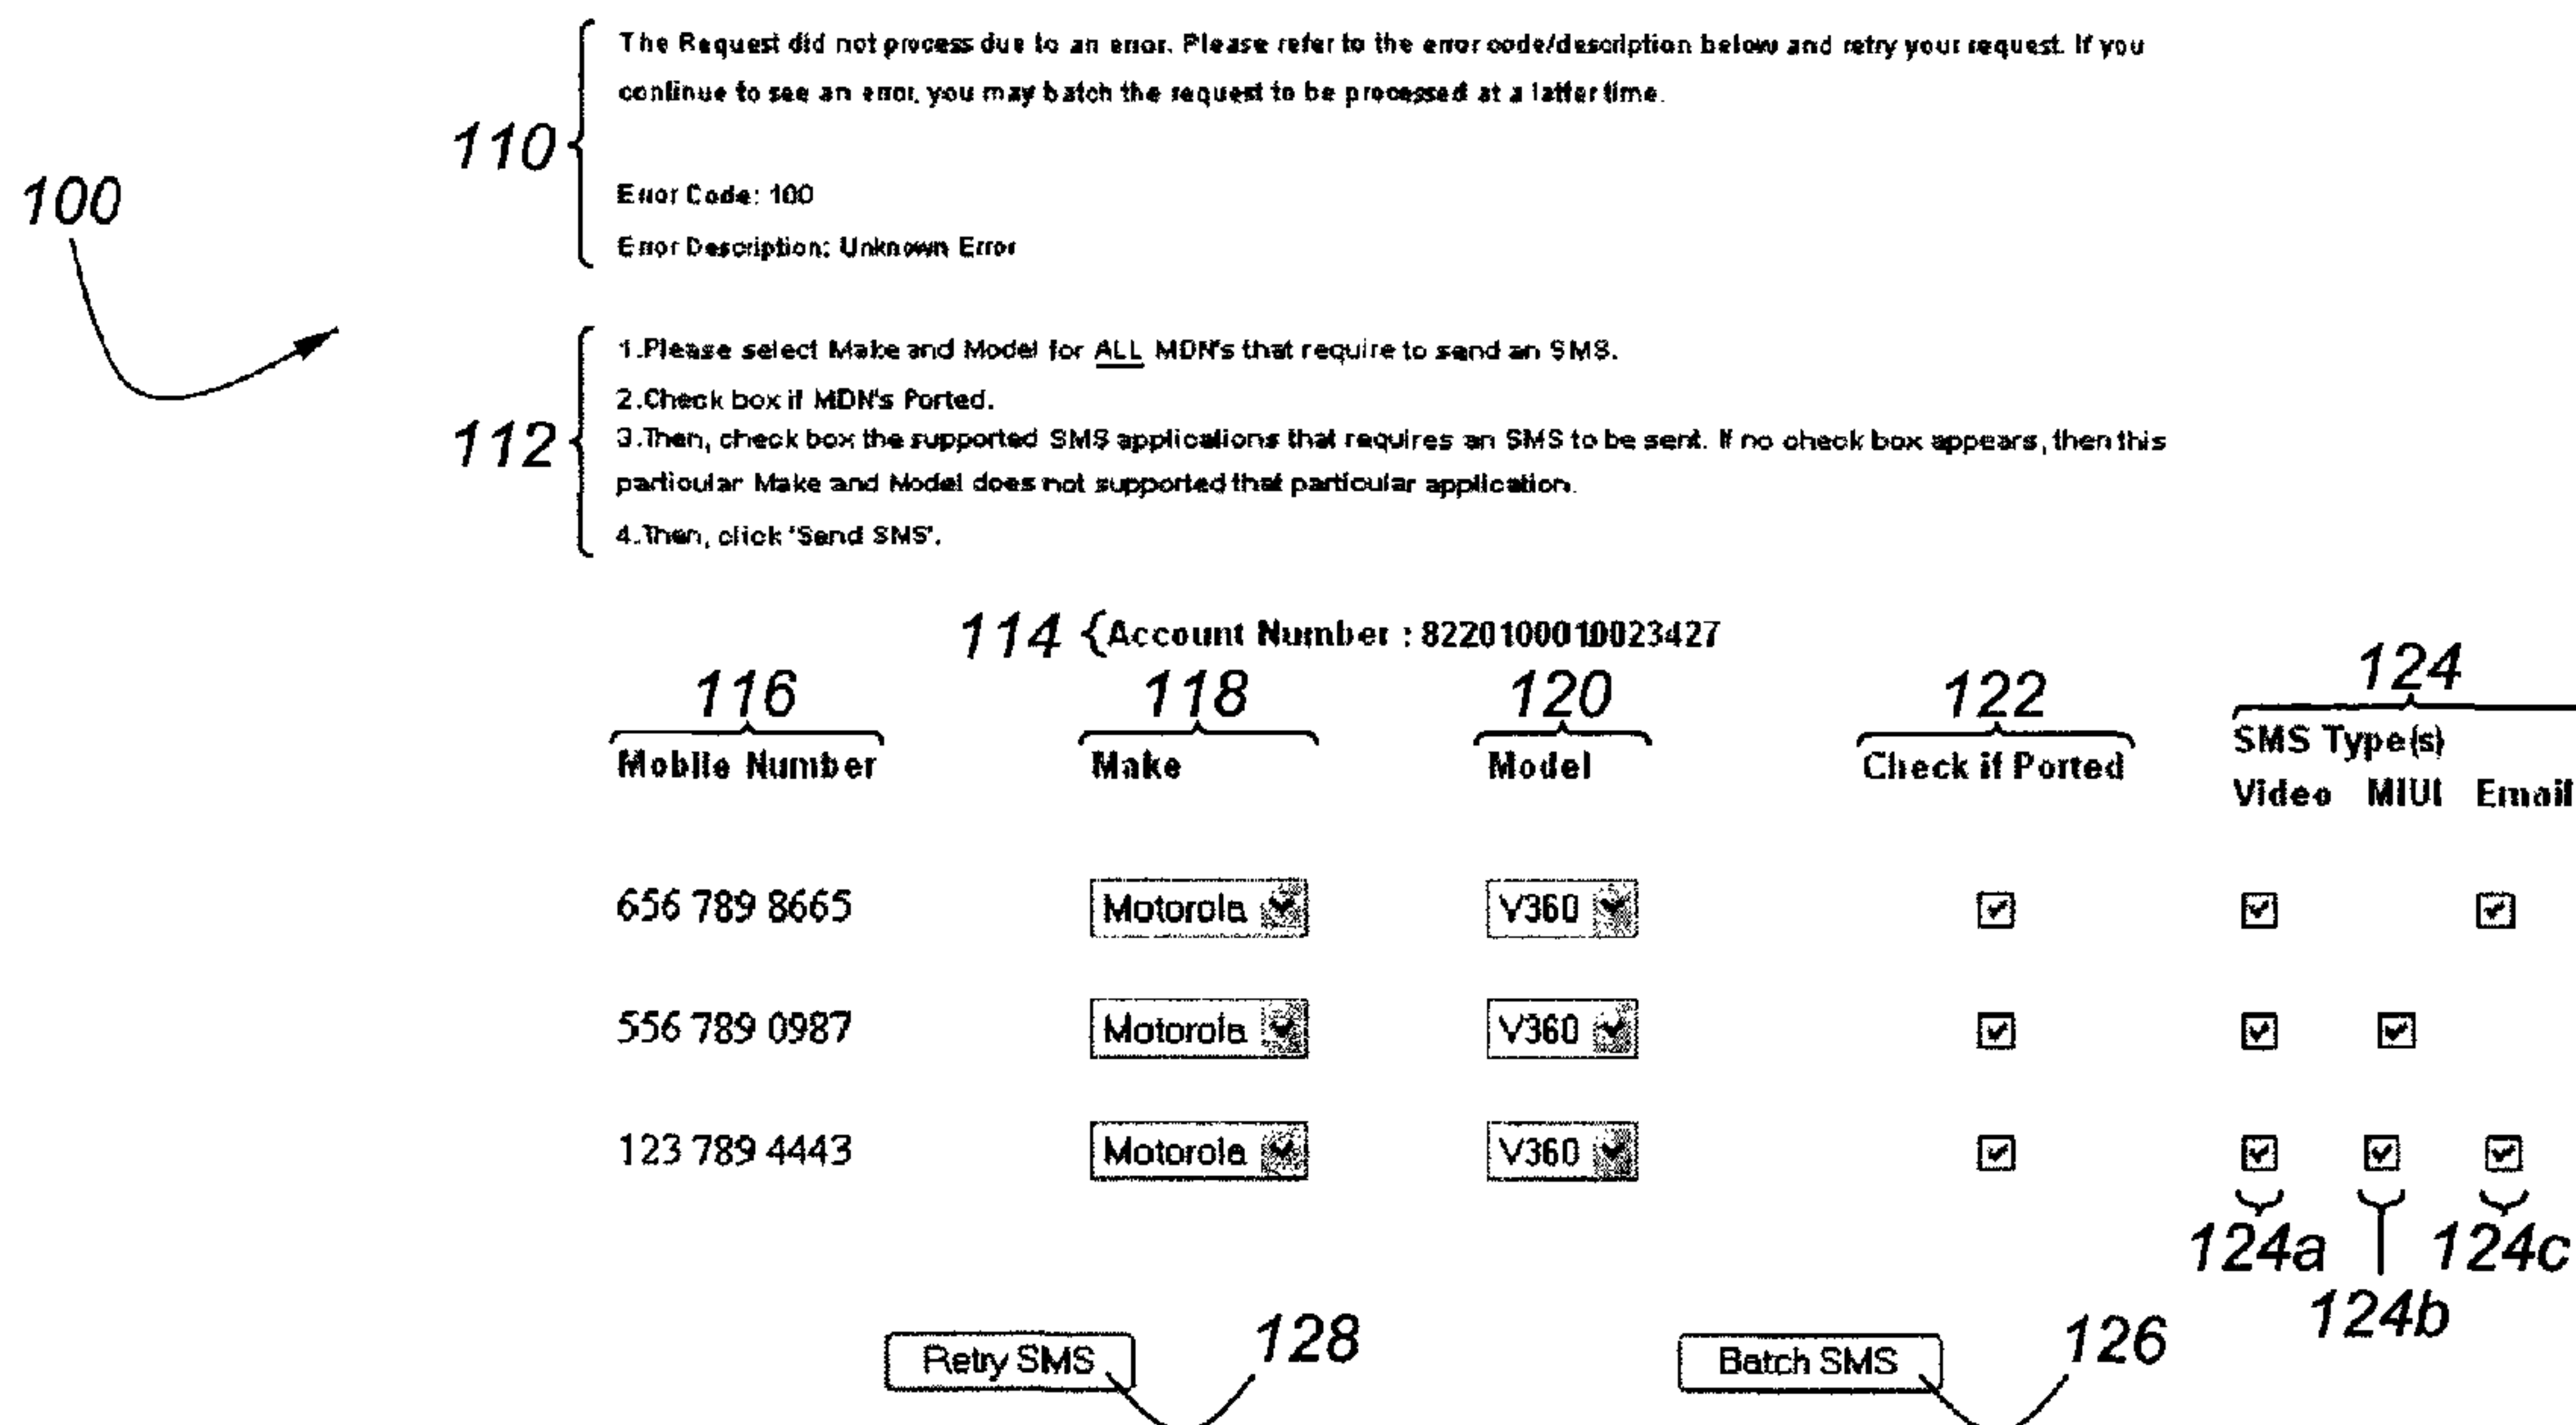 The Request did not process due to an error. Please refer to the error code/description below and retry your request. If you
continue to see an error, you may batch the request to be processed at a latter time.
110
100
Error Code: 100
Error Description: Unknown Error
1.Please select Make and Model for ALL MDN's that require to send an SMS.
2.Check box if MDN's Ported.
3.Then, check box the supported SMS applications that requires an SMS to be sent. If no check box appears, then this
112
particular Make and Model does not supported that particular application.
4.Then, click 'Send SMS'.
114 {Account Number : 8220100010023427
116 118 120 122 124
Mobile Number Make Model Check if Ported SMS Type(s)
Video MIUI Email
656 789 8665 Motorola V360
556 789 0987 Motorola V360
123 789 4443 Motorola V360
124a 124c
124b
Retry SMS 128 Batch SMS 126